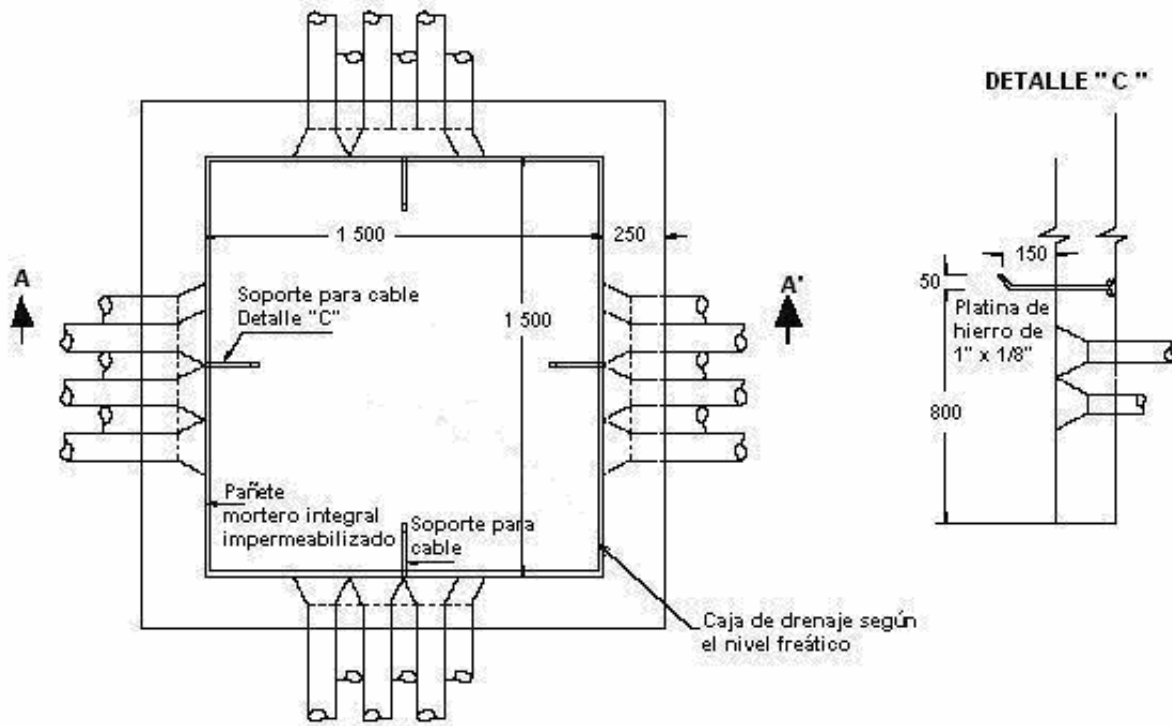 DETALLE "C"
1 500
250
150
A
A'
50
Soporte para cable
Detalle "C"
1 500
Platina de
hierro de
1" x 1/8"
800
Pañete
mortero integral
impermeabilizado
Soporte para
cable
Caja de drenaje según
el nivel freático